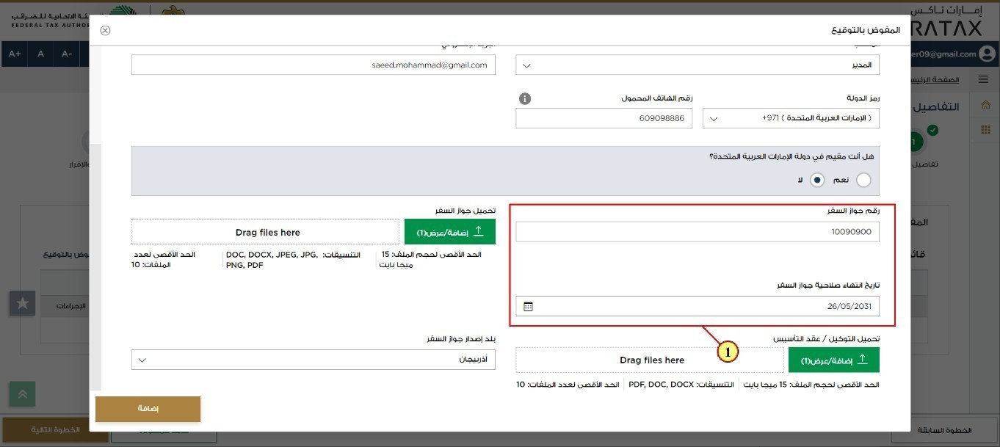 إمارات تاكس
RATAX
FEDERAL TAX AUTHO
A+ A A-
er09@gmail.com
التفاصيل
المفوض بالتوقيع
المدير
saeed.mohammad@gmail.com
رمز الدولة
( الإمارات العربية المتحدة ) 971+
رقم الهاتف المحمول
609098886
هل أنت مقيم في دولة الإمارات العربية المتحدة؟
نعم
لا
رقم جواز السفر
10090900
تحميل جواز السفر
إضافة/عرض(1)
Drag files here
الحد الأقصى لحجم الملف: 15 ميجا بايت
التنسيقات: DOC, DOCX, JPEG, JPG, PNG, PDF
الحد الأقصى لعدد الملفات: 10
تاريخ انتهاء صلاحية جواز السفر
26/05/2031
1
تحميل التوكيل / عقد التأسيس
إضافة/عرض(1)
Drag files here
الحد الأقصى لحجم الملف: 15 ميجا بايت
التنسيقات: PDF, DOC, DOCX
الحد الأقصى لعدد الملفات: 10
بلد إصدار جواز السفر
أذربيجان
إضافة
الإجراءات
الخطوة السابقة
الخطوة التالية